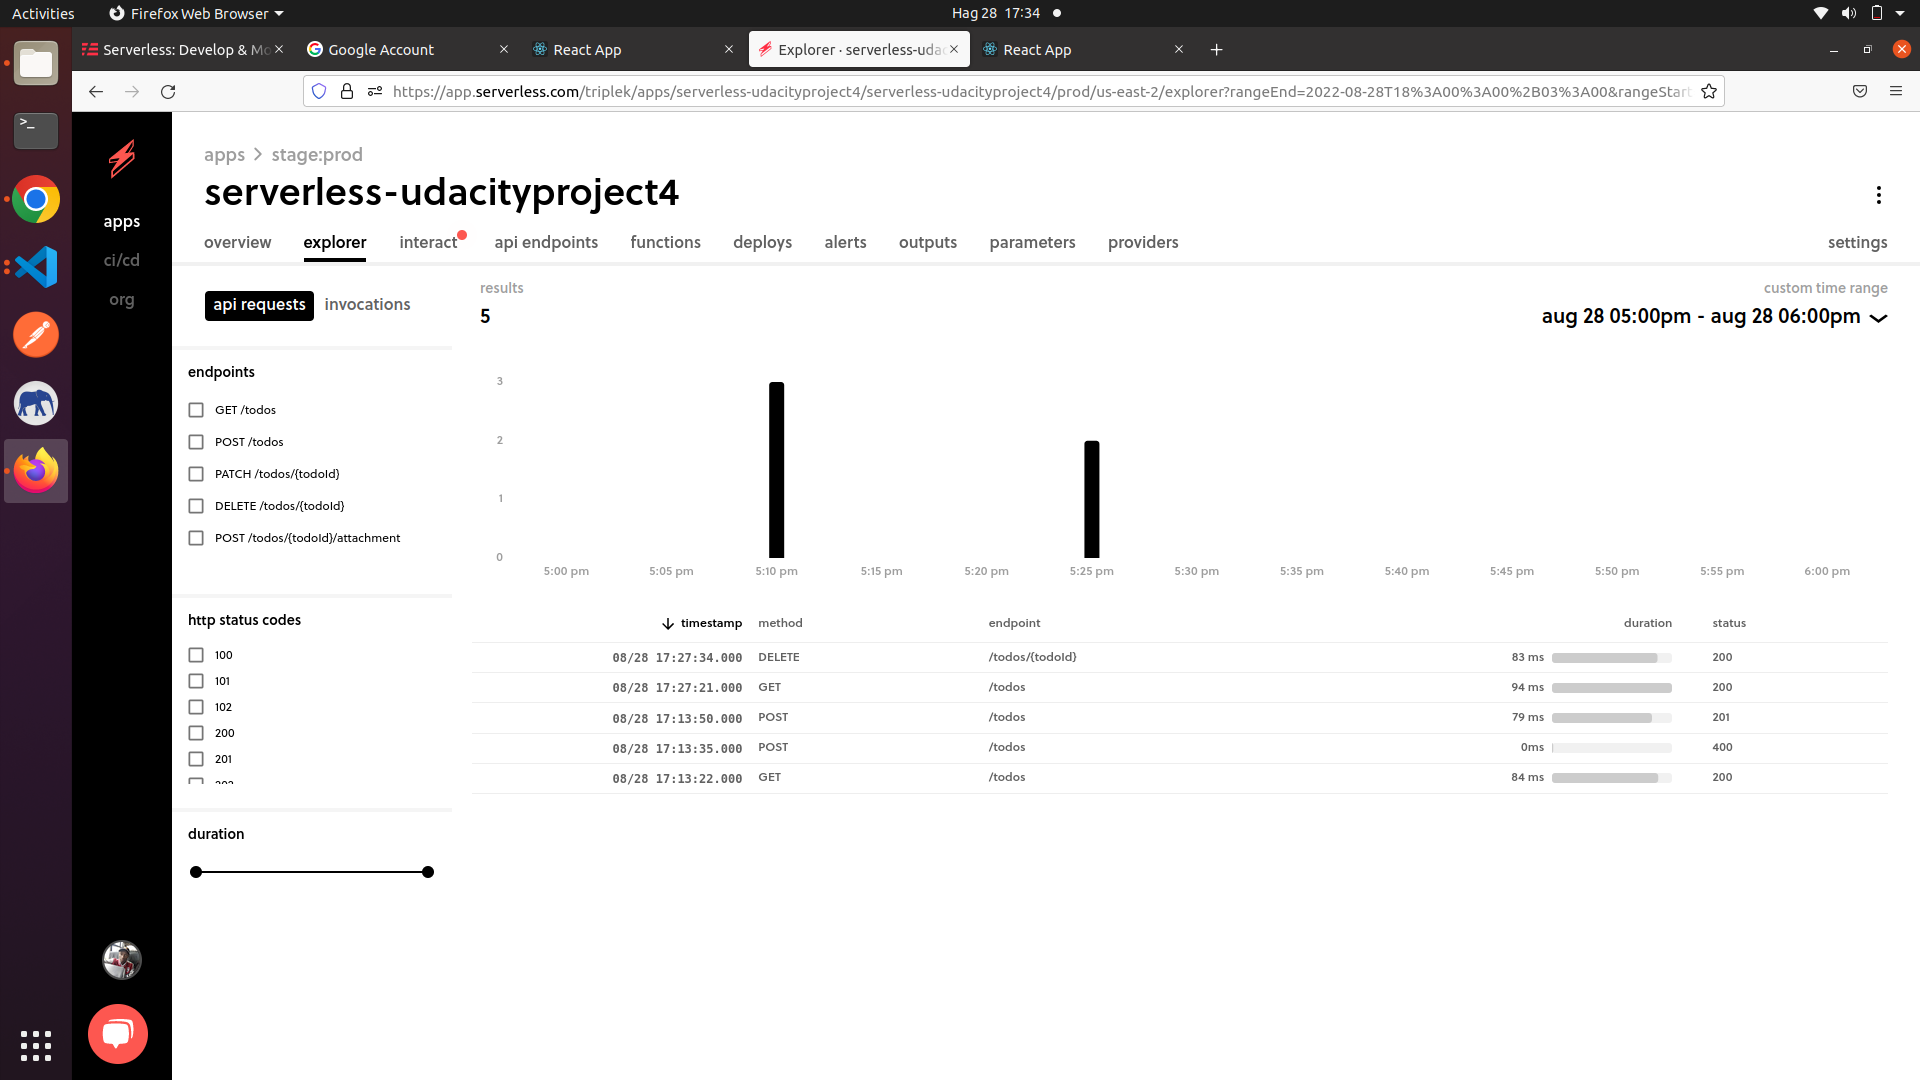 Activities
Firefox Web Browser
Hag 28 17:34
Serverless: Develop & Mo
Google Account
React App
Explorer · serverless-udac
React App
https://app.serverless.com/triplek/apps/serverless-udacityproject4/serverless-udacityproject4/prod/us-east-2/explorer?rangeEnd=2022-08-28T18%3A00%3A00%2B03%3A00&rangeStart
apps
ci/cd
org
apps > stage:prod
serverless-udacityproject4
overview
explorer
interact
api endpoints
functions
deploys
alerts
outputs
parameters
providers
settings
api requests
invocations
results
5
custom time range
aug 28 05:00pm - aug 28 06:00pm
endpoints
GET /todos
POST /todos
PATCH /todos/{todoId}
DELETE /todos/{todoId}
POST /todos/{todoId}/attachment
http status codes
100
101
102
200
201
duration
3
2
1
0
5:00 pm
5:05 pm
5:10 pm
5:15 pm
5:20 pm
5:25 pm
5:30 pm
5:35 pm
5:40 pm
5:45 pm
5:50 pm
5:55 pm
6:00 pm
timestamp method endpoint duration status
08/28 17:27:34.000 DELETE /todos/{todoId} 83 ms 200
08/28 17:27:21.000 GET /todos 94 ms 200
08/28 17:13:50.000 POST /todos 79 ms 201
08/28 17:13:35.000 POST /todos 0ms 400
08/28 17:13:22.000 GET /todos 84 ms 200